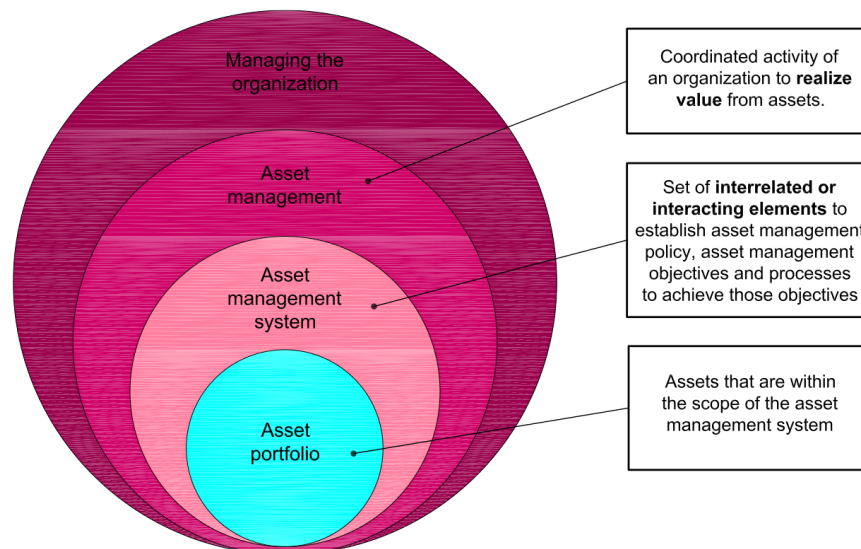 Managing the
organization
Asset
management
Asset
management
system
Asset
portfolio
Coordinated activity of
an organization to realize
value from assets.
Set of interrelated or
interacting elements to
establish asset management
policy, asset management
objectives and processes
to achieve those objectives
Assets that are within
the scope of the asset
management system